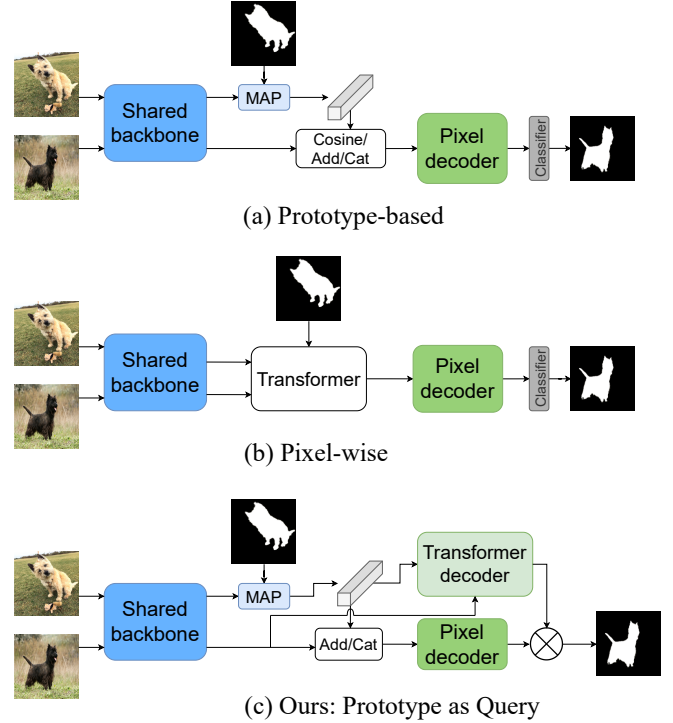 Shared
backbone
MAP
Cosine/
Add/Cat
Pixel
decoder
Classifier
(a) Prototype-based
Shared
backbone
Transformer
Pixel
decoder
Classifier
(b) Pixel-wise
Shared
backbone
MAP
Transformer
decoder
Add/Cat
Pixel
decoder
(c) Ours: Prototype as Query